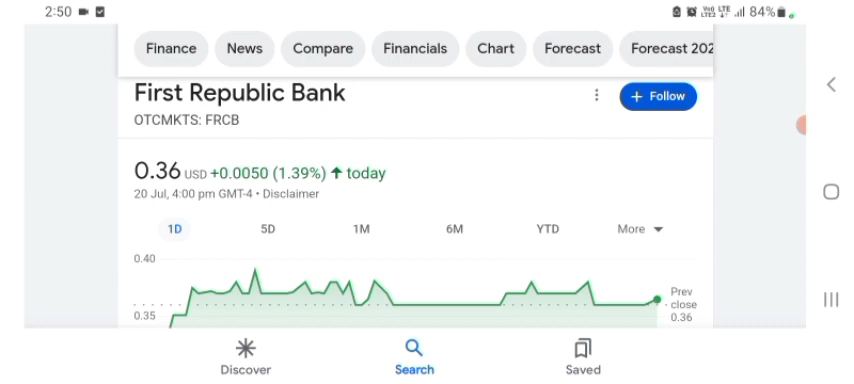 2:50 84%
Finance News Compare Financials Chart Forecast Forecast 202
First Republic Bank
+ Follow
OTCMKTS: FRCB
0.36 USD +0.0050 (1.39%) ↑ today
20 Jul, 4:00 pm GMT-4 • Disclaimer
1D 5D 1M 6M YTD More
0.40
Prev
close
0.36
0.35
Discover Search Saved